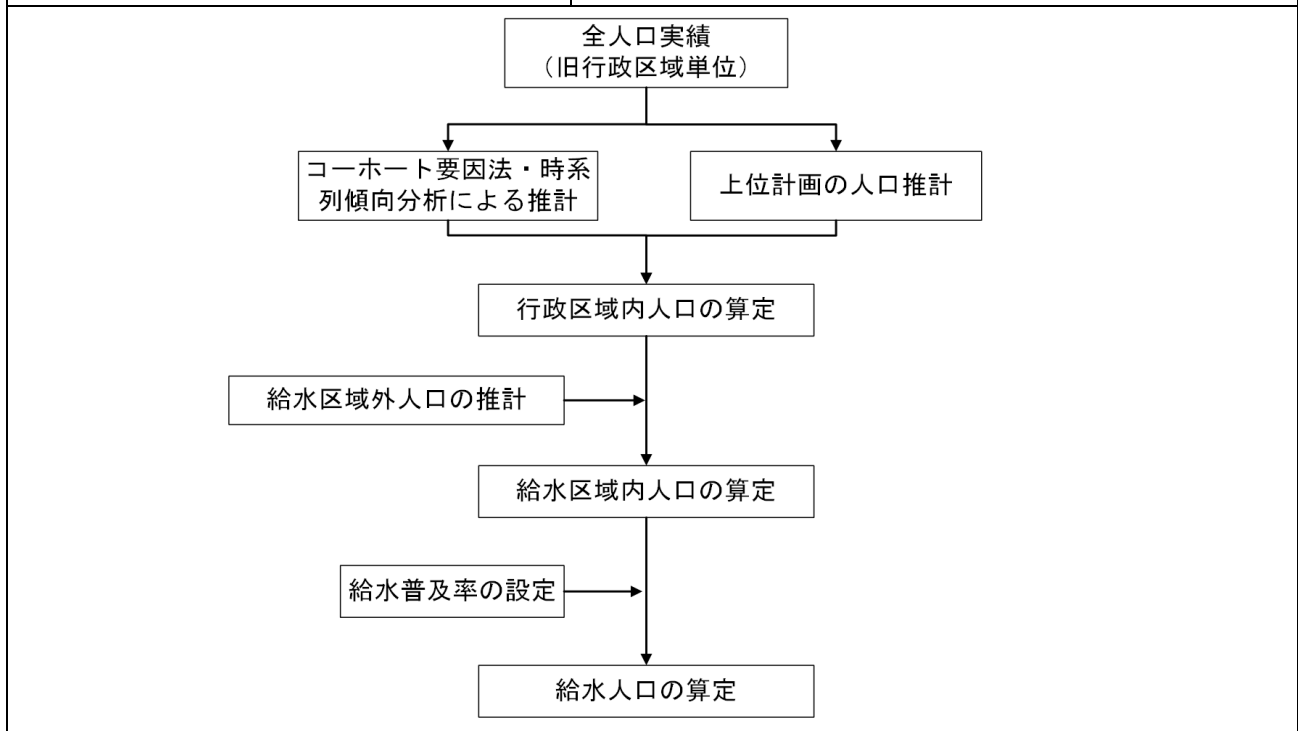 全人口実績
（旧行政区域単位）
コーホート要因法・時系
列傾向分析による推計
上位計画の人口推計
行政区域内人口の算定
給水区域外人口の推計
給水区域内人口の算定
給水普及率の設定
給水人口の算定